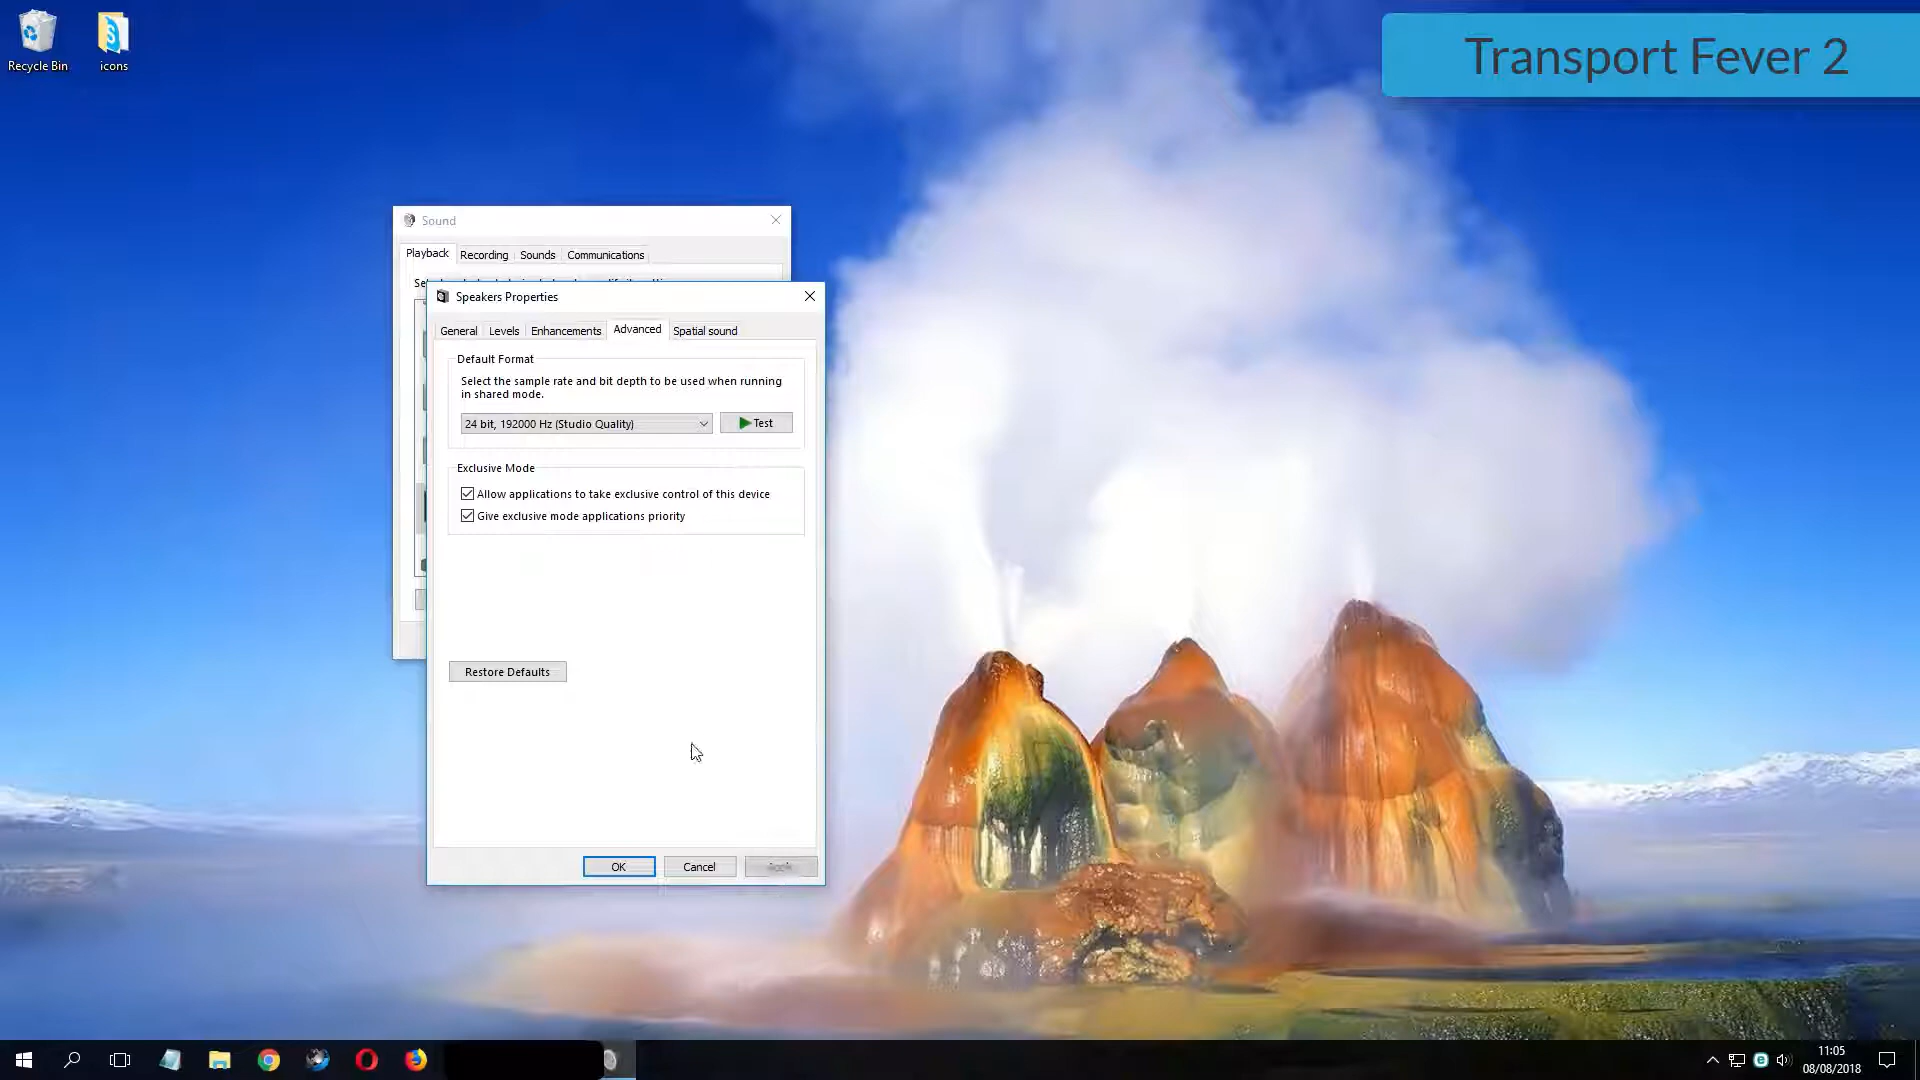 Recycle Bin
icons
Transport Fever 2
Sound
Playback
Recording
Sounds
Communications
Speakers Properties
General
Levels
Enhancements
Advanced
Spatial sound
Default Format
Select the sample rate and bit depth to be used when running
in shared mode.
24 bit, 192000 Hz (Studio Quality)
Test
Exclusive Mode
Allow applications to take exclusive control of this device
Give exclusive mode applications priority
Restore Defaults
OK
Cancel
Apply
11:05
08/08/2018